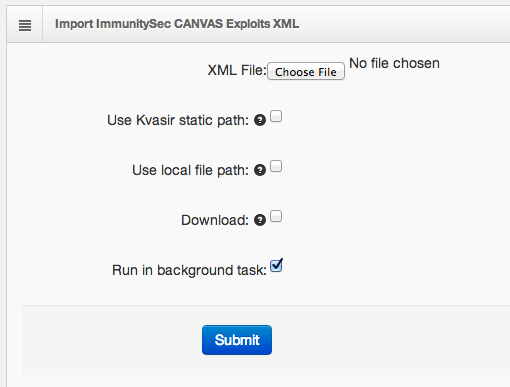 Import ImmunitySec CANVAS Exploits XML
XML File: Choose File No file chosen
Use Kvasir static path: ?
Use local file path: ?
Download: ?
Run in background task:
Submit